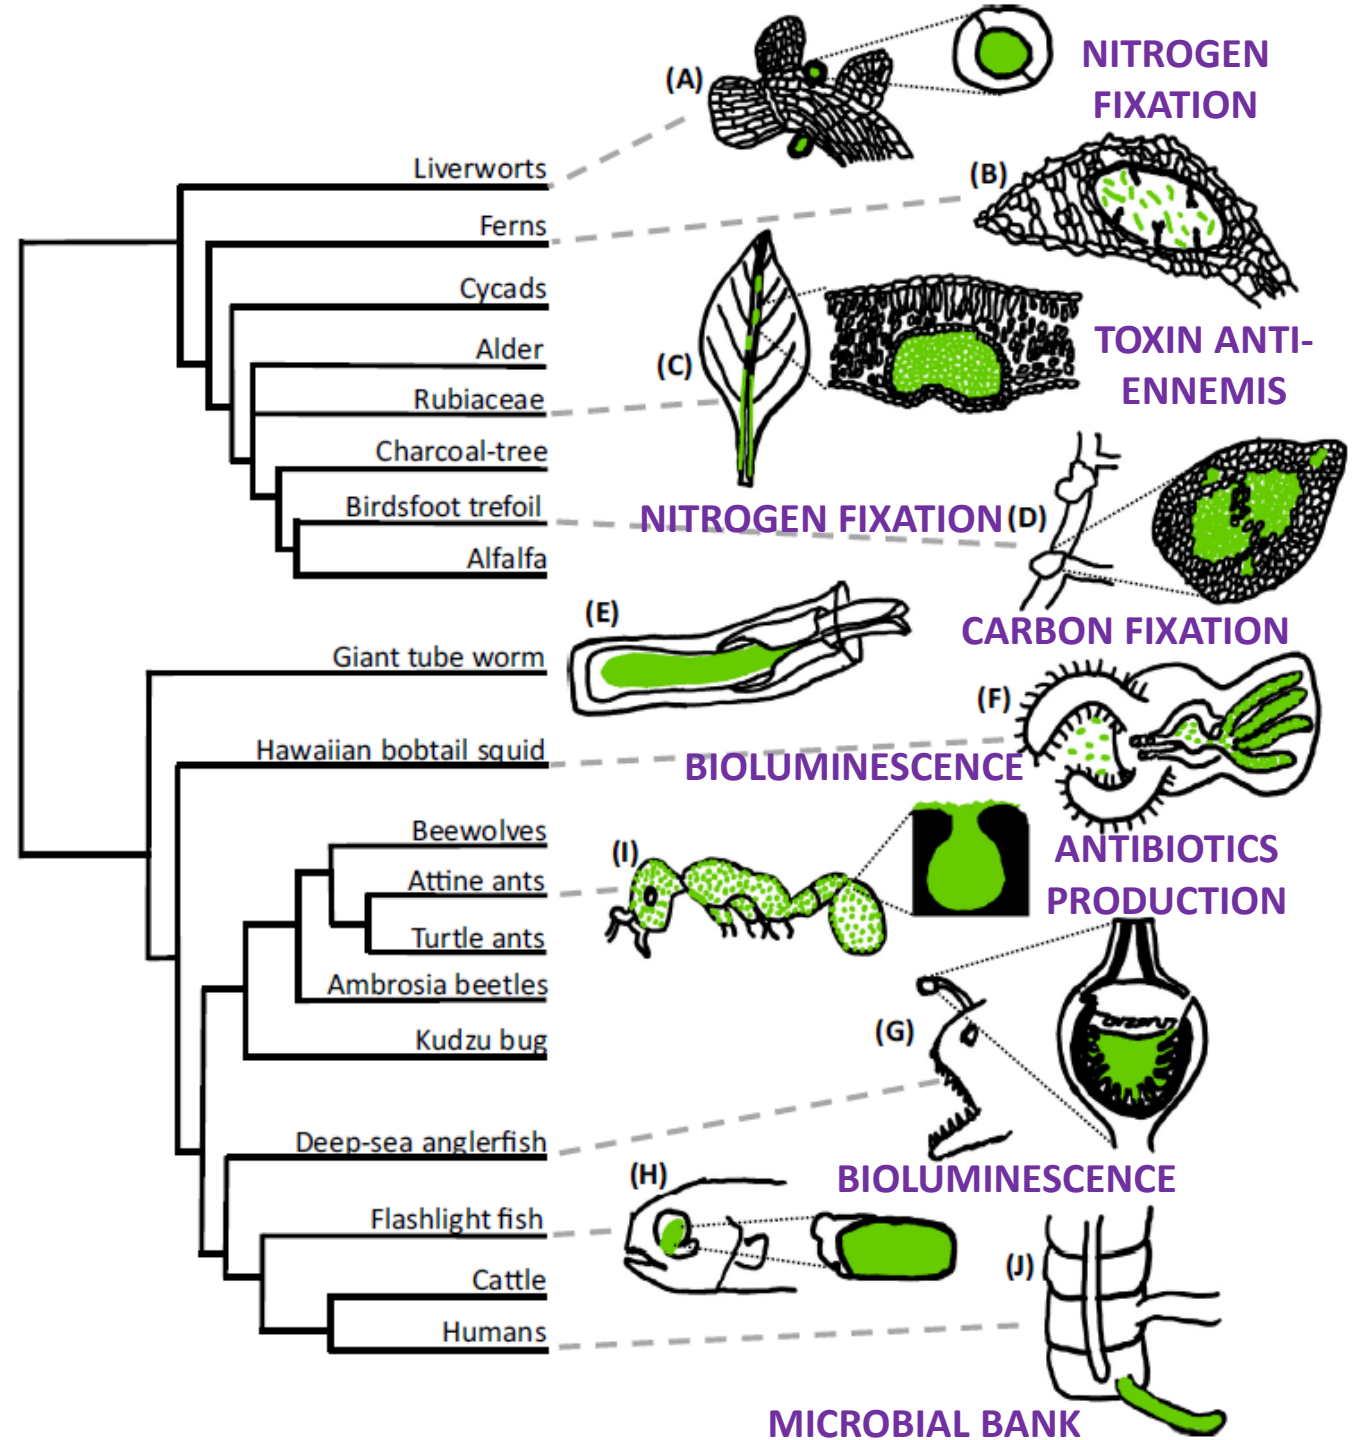 (A)
NITROGEN
FIXATION
Liverworts
(B)
Ferns
Cycads
Alder
(C)
TOXIN ANTI-
ENNEMIS
Rubiaceae
Charcoal-tree
Birdsfoot trefoil
NITROGEN FIXATION
(D)
Alfalfa
(E)
CARBON FIXATION
Giant tube worm
(F)
Hawaiian bobtail squid
BIOLUMINESCENCE
Beewolves
(I)
ANTIBIOTICS
PRODUCTION
Attine ants
Turtle ants
Ambrosia beetles
(G)
Kudzu bug
Deep-sea anglerfish
(H)
BIOLUMINESCENCE
Flashlight fish
(J)
Cattle
Humans
MICROBIAL BANK